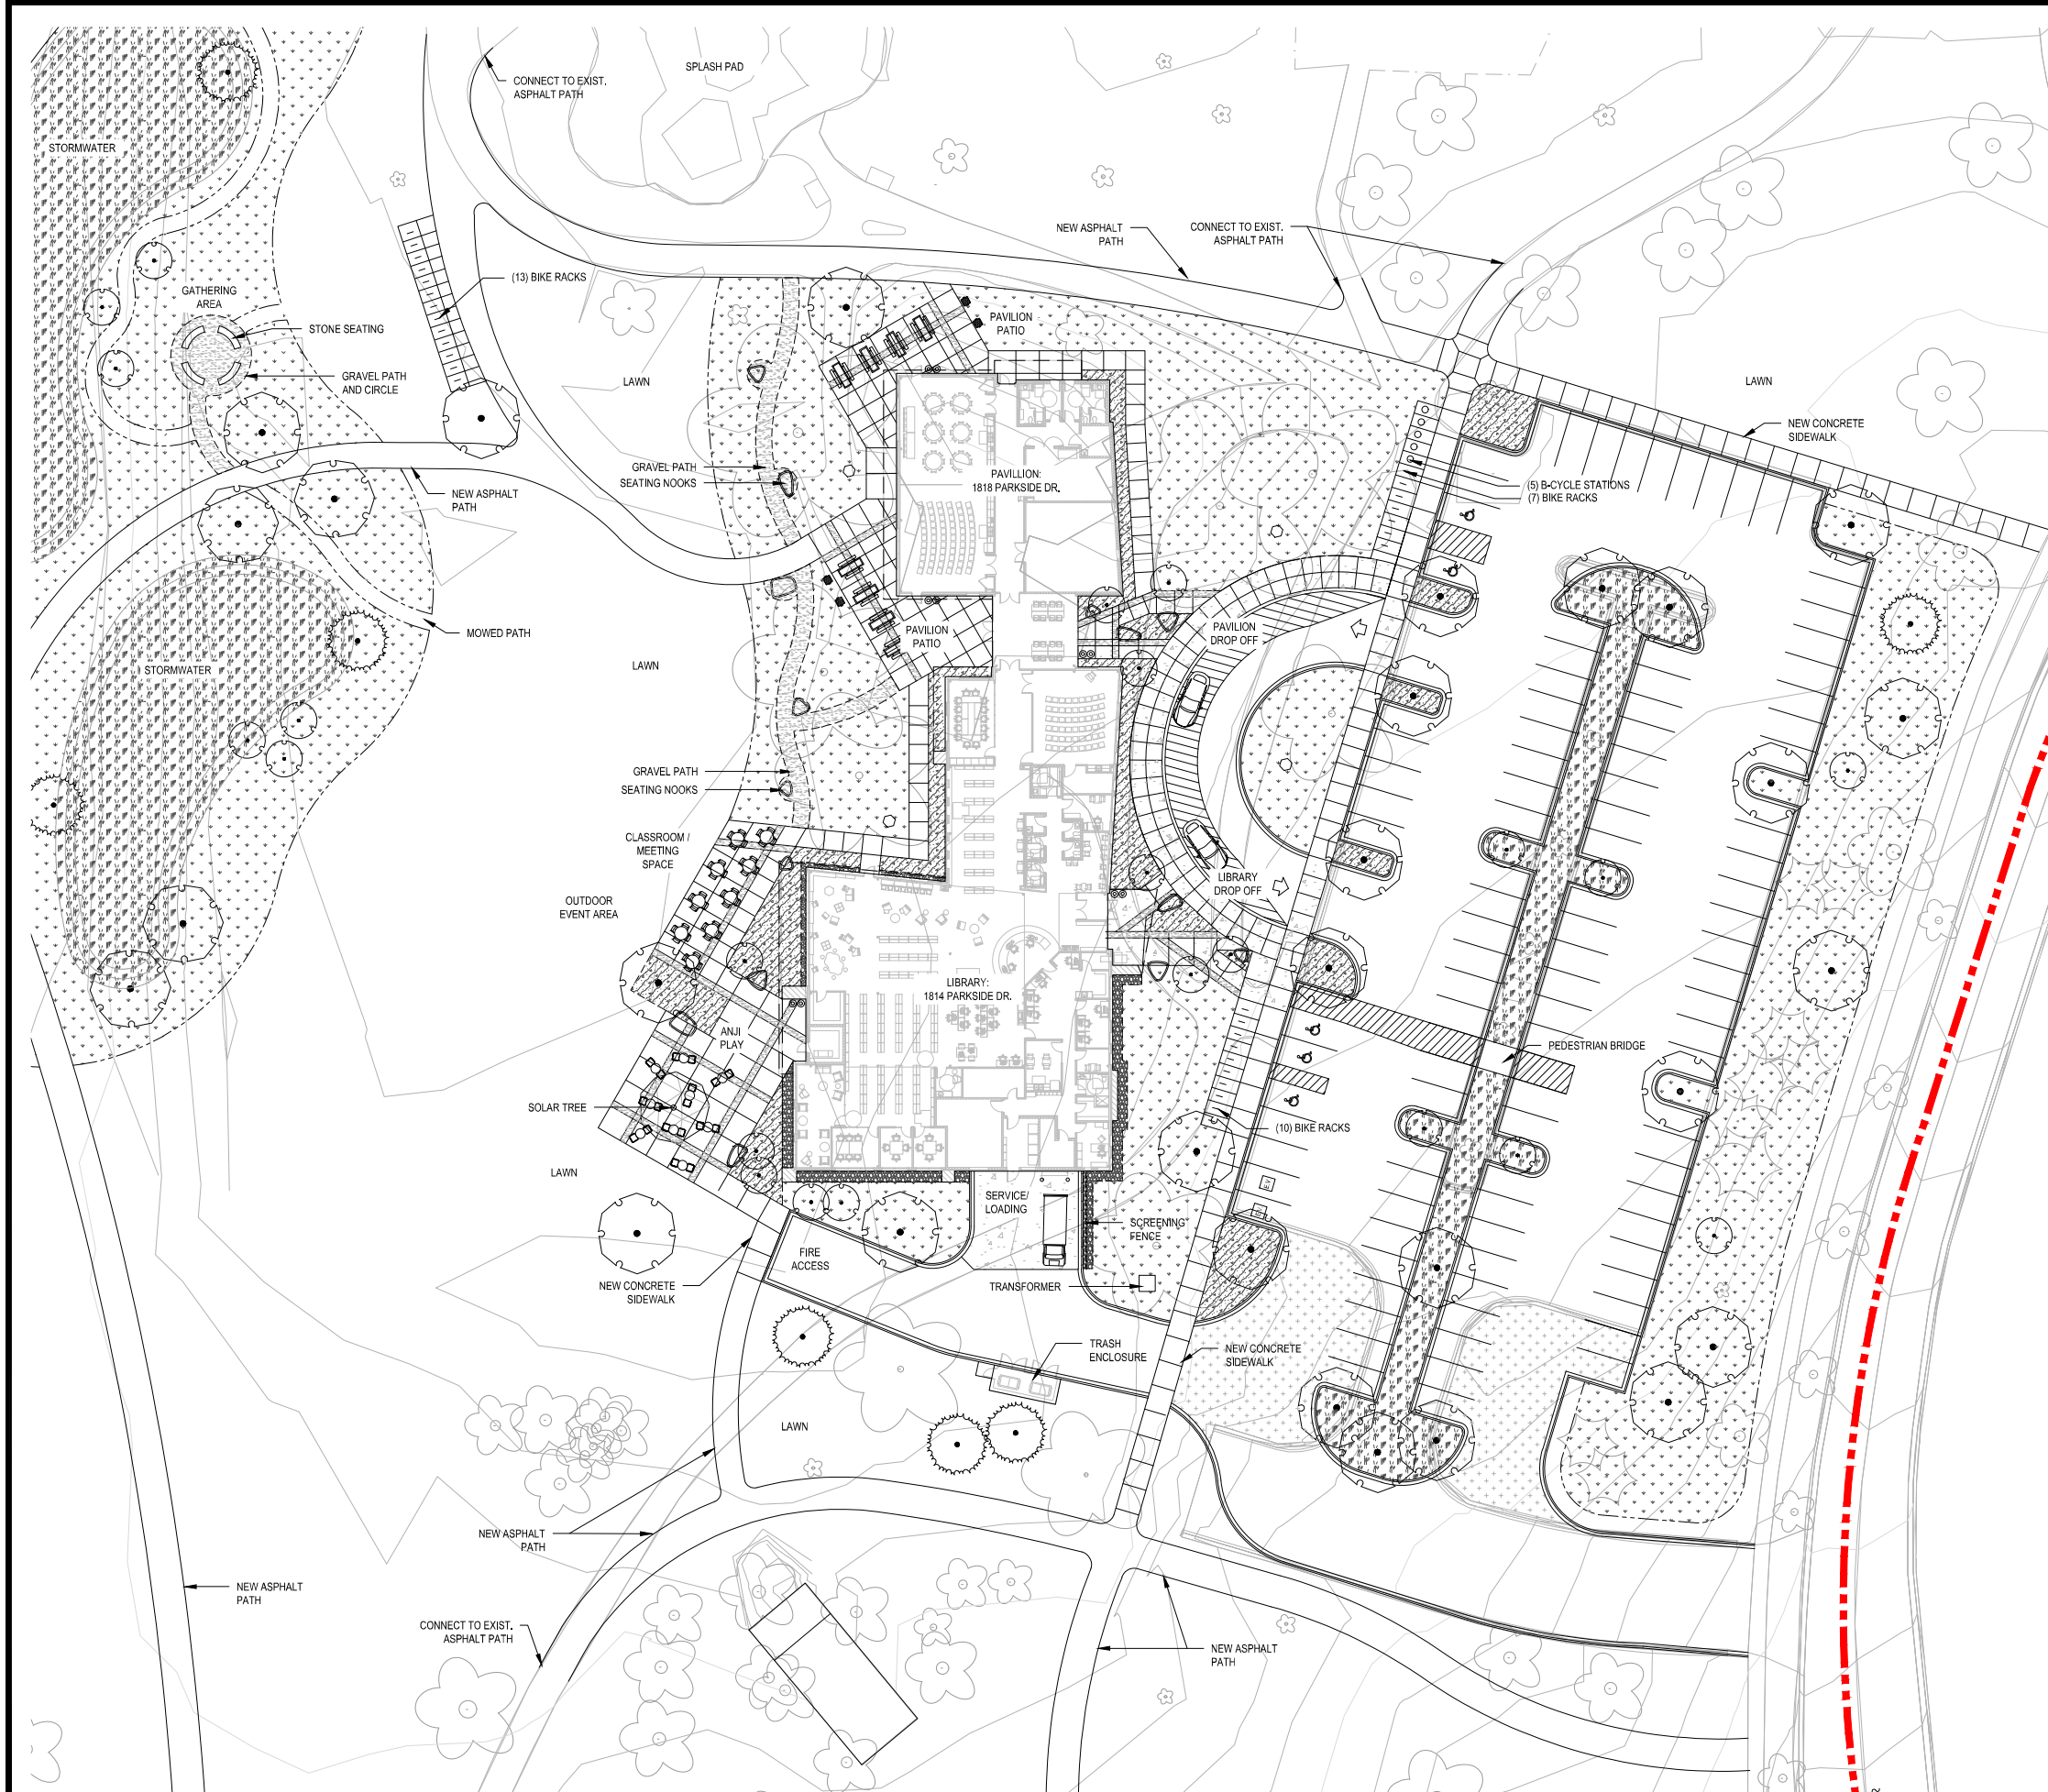 SPLASH PAD
CONNECT TO EXIST.
ASPHALT PATH
STORMWATER
NEW ASPHALT
PATH
CONNECT TO EXIST.
ASPHALT PATH
(13) BIKE RACKS
GATHERING
AREA
STONE SEATING
GRAVEL PATH
AND CIRCLE
PAVILION
PATIO
LAWN
LAWN
NEW CONCRETE
SIDEWALK
GRAVEL PATH
SEATING NOOKS
PAVILLION:
1818 PARKSIDE DR.
(5) B-CYCLE STATIONS
(7) BIKE RACKS
NEW ASPHALT
PATH
MOWED PATH
PAVILION
PATIO
PAVILION
DROP OFF
LAWN
STORMWATER
GRAVEL PATH
SEATING NOOKS
CLASSROOM /
MEETING
SPACE
OUTDOOR
EVENT AREA
LIBRARY
DROP OFF
LIBRARY:
1814 PARKSIDE DR.
ANJI
PLAY
PEDESTRIAN BRIDGE
SOLAR TREE
(10) BIKE RACKS
LAWN
EV
SERVICE/
LOADING
SCREENING
FENCE
FIRE
ACCESS
NEW CONCRETE
SIDEWALK
TRANSFORMER
TRASH
ENCLOSURE
NEW CONCRETE
SIDEWALK
LAWN
NEW ASPHALT
PATH
NEW ASPHALT
PATH
CONNECT TO EXIST.
ASPHALT PATH
NEW ASPHALT
PATH